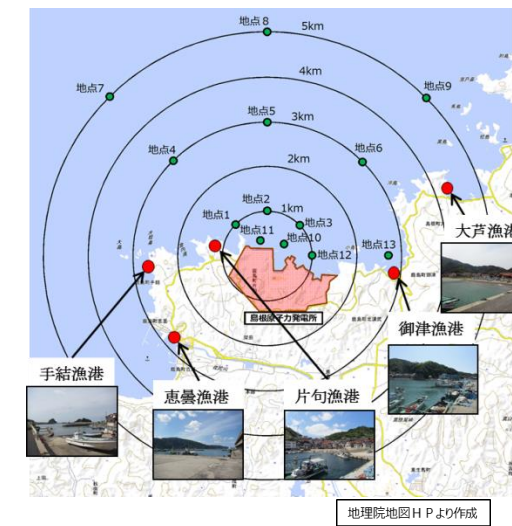 地点8
5km
地点7
4km
地点9
地点5
3km
地点4
地点6
2km
地点2
1km
地点1
地点3
地点11
地点10
地点12
地点13
大芦漁港
島根原子力発電所
御津漁港
手結漁港
恵曇漁港
片句漁港
地理院地図HPより作成